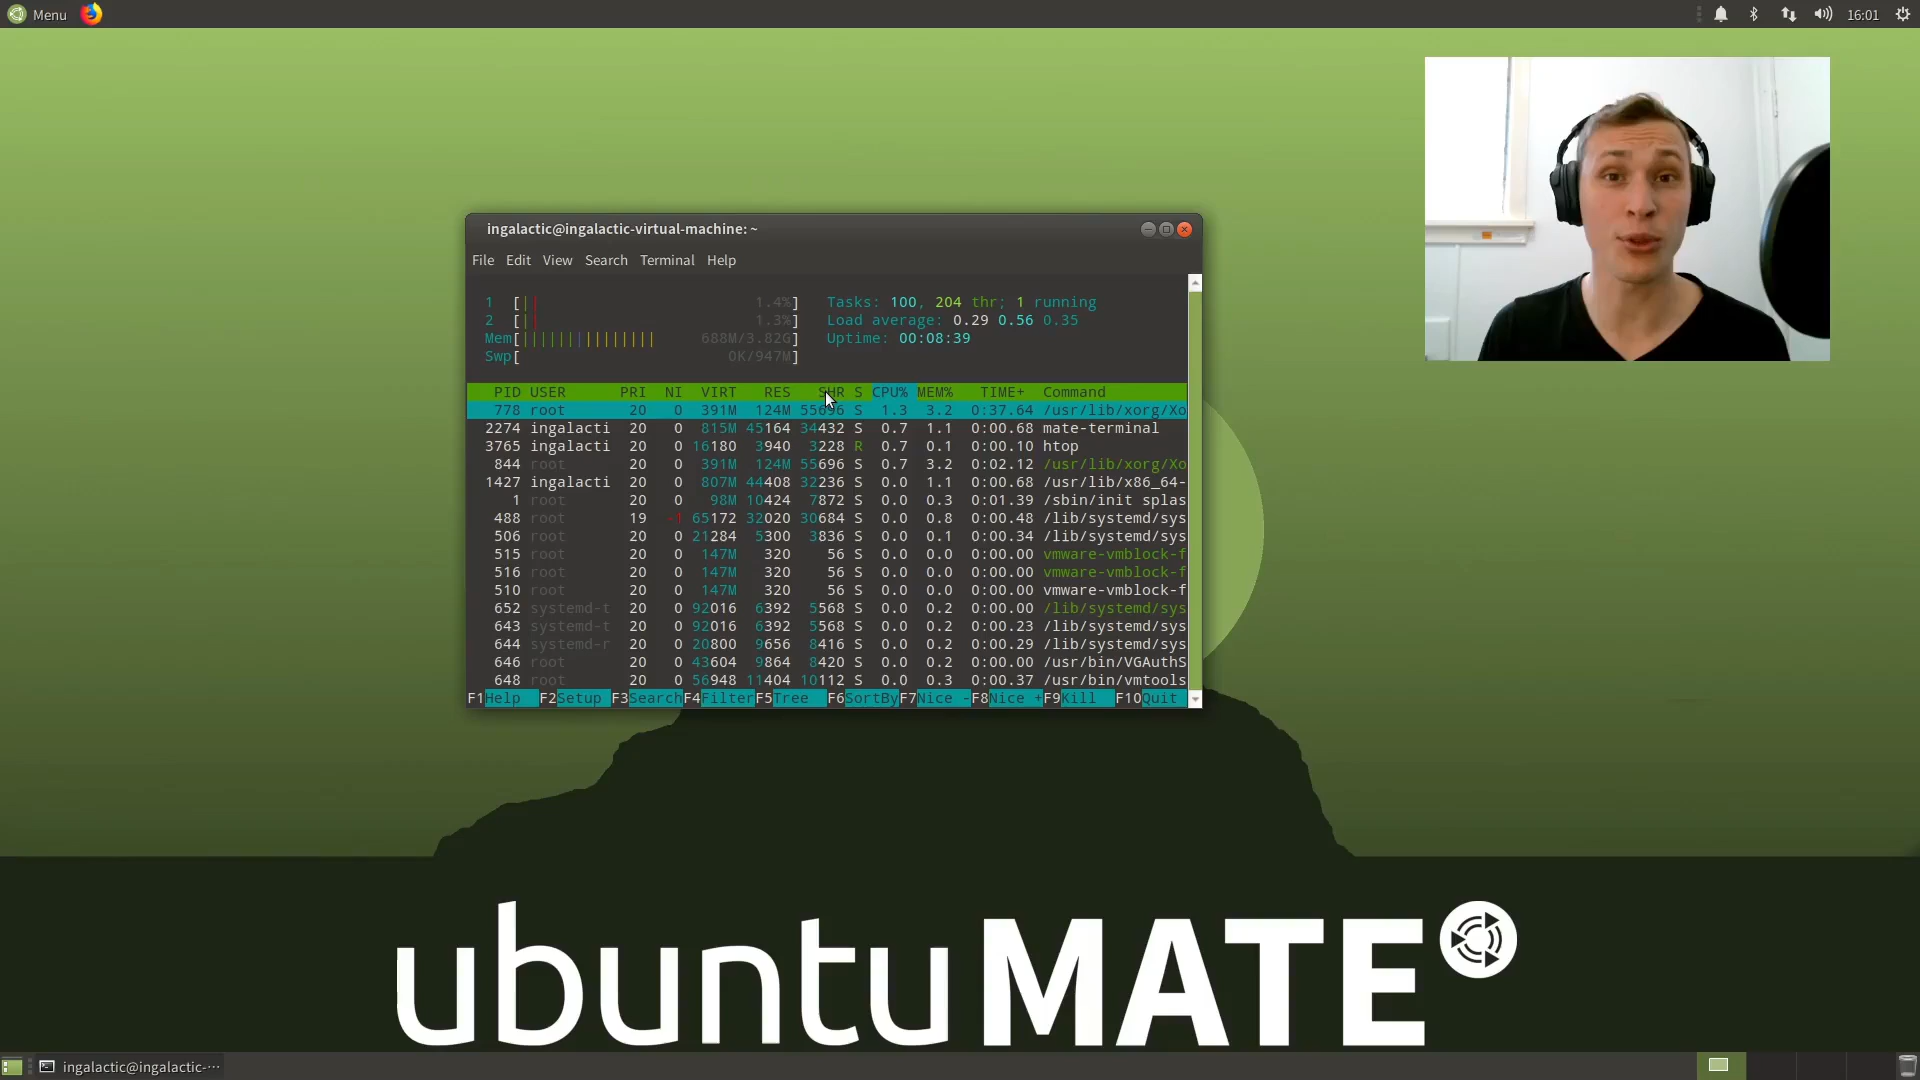 Menu
16:01
ingalactic@ingalactic-virtual-machine: ~
File Edit View Search Terminal Help
1 [|| 1.4%] Tasks: 100, 204 thr; 1 running
2 [|| 1.3%] Load average: 0.29 0.56 0.35
Mem[||||||||||||||| 688M/3.82G] Uptime: 00:08:39
Swp[ 0K/947M]
PID USER PRI NI VIRT RES SHR S CPU% MEM% TIME+ Command
778 root 20 0 391M 124M 55696 S 1.3 3.2 0:37.64 /usr/lib/xorg/Xo
2274 ingalacti 20 0 815M 45164 34432 S 0.7 1.1 0:00.68 mate-terminal
3765 ingalacti 20 0 16180 3940 3228 R 0.7 0.1 0:00.10 htop
844 root 20 0 391M 124M 55696 S 0.7 3.2 0:02.12 /usr/lib/xorg/Xo
1427 ingalacti 20 0 807M 44408 32236 S 0.0 1.1 0:00.68 /usr/lib/x86_64-
1 root 20 0 98M 10424 7872 S 0.0 0.3 0:01.39 /sbin/init splas
488 root 19 -1 65172 32020 30684 S 0.0 0.8 0:00.48 /lib/systemd/sys
506 root 20 0 21284 5300 3836 S 0.0 0.1 0:00.34 /lib/systemd/sys
515 root 20 0 147M 320 56 S 0.0 0.0 0:00.00 vmware-vmblock-f
516 root 20 0 147M 320 56 S 0.0 0.0 0:00.00 vmware-vmblock-f
510 root 20 0 147M 320 56 S 0.0 0.0 0:00.00 vmware-vmblock-f
652 systemd-t 20 0 92016 6392 5568 S 0.0 0.2 0:00.00 /lib/systemd/sys
643 systemd-t 20 0 92016 6392 5568 S 0.0 0.2 0:00.23 /lib/systemd/sys
644 systemd-r 20 0 20800 9656 8416 S 0.0 0.2 0:00.29 /lib/systemd/sys
646 root 20 0 43604 9864 8420 S 0.0 0.2 0:00.00 /usr/bin/VGAuthS
648 root 20 0 56948 11404 10112 S 0.0 0.3 0:00.37 /usr/bin/vmtools
F1Help F2Setup F3SearchF4FilterF5Tree F6SortByF7Nice -F8Nice +F9Kill F10Quit
ubuntu MATE
ingalactic@ingalactic-···